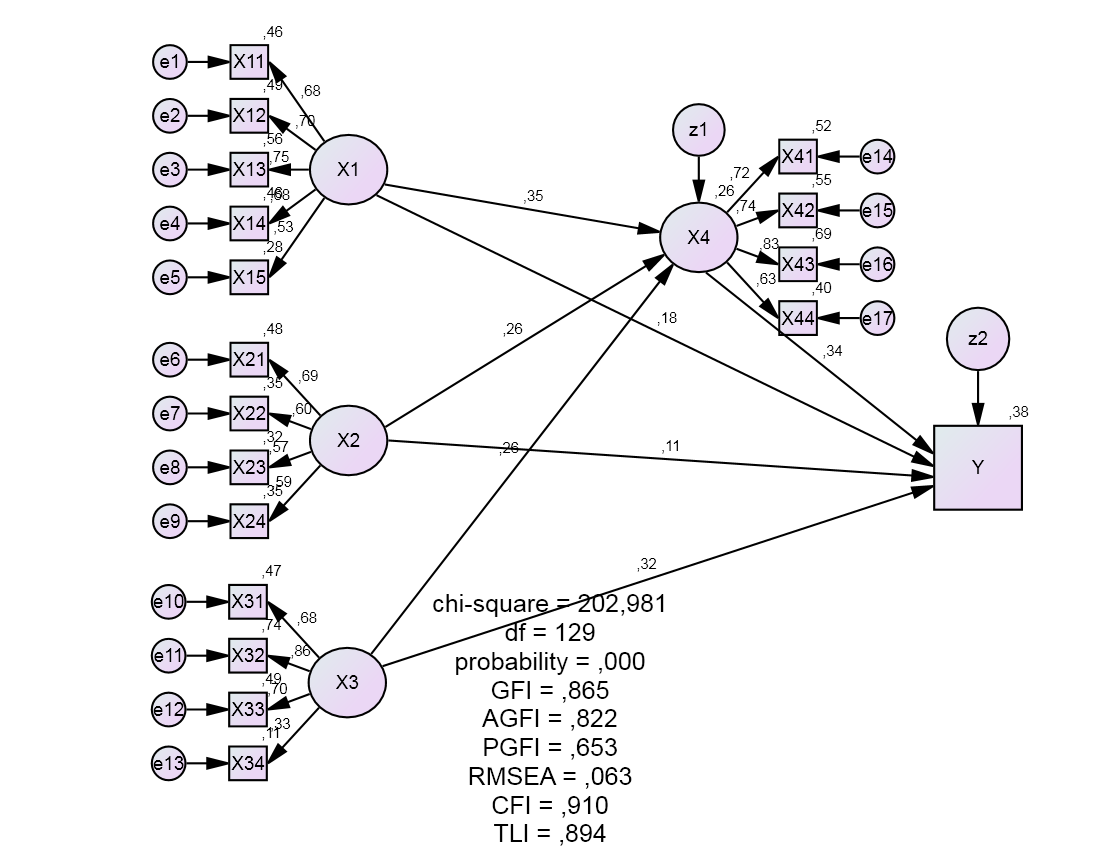 ,46
e1 X11
,68
,49
e2 X12
,70
,56
e3 X13
,75
X1
,46
,68
e4 X14
,53
,28
e5 X15
,35
z1
,52
,72
X41 e14
,26
,55
,74
X42 e15
X4
,69
,83
X43 e16
,63
,40
X44 e17
,48
e6 X21
,69
,35
e7 X22
,60
,32
X2
,57
e8 X23
,59
,35
e9 X24
,26
,18
,34
z2
,38
Y
,26
,11
,47
e10 X31
,68
,74
e11 X32
,86
,49
X3
,70
e12 X33
,33
,11
e13 X34
,32
chi-square = 202,981
df = 129
probability = ,000
GFI = ,865
AGFI = ,822
PGFI = ,653
RMSEA = ,063
CFI = ,910
TLI = ,894